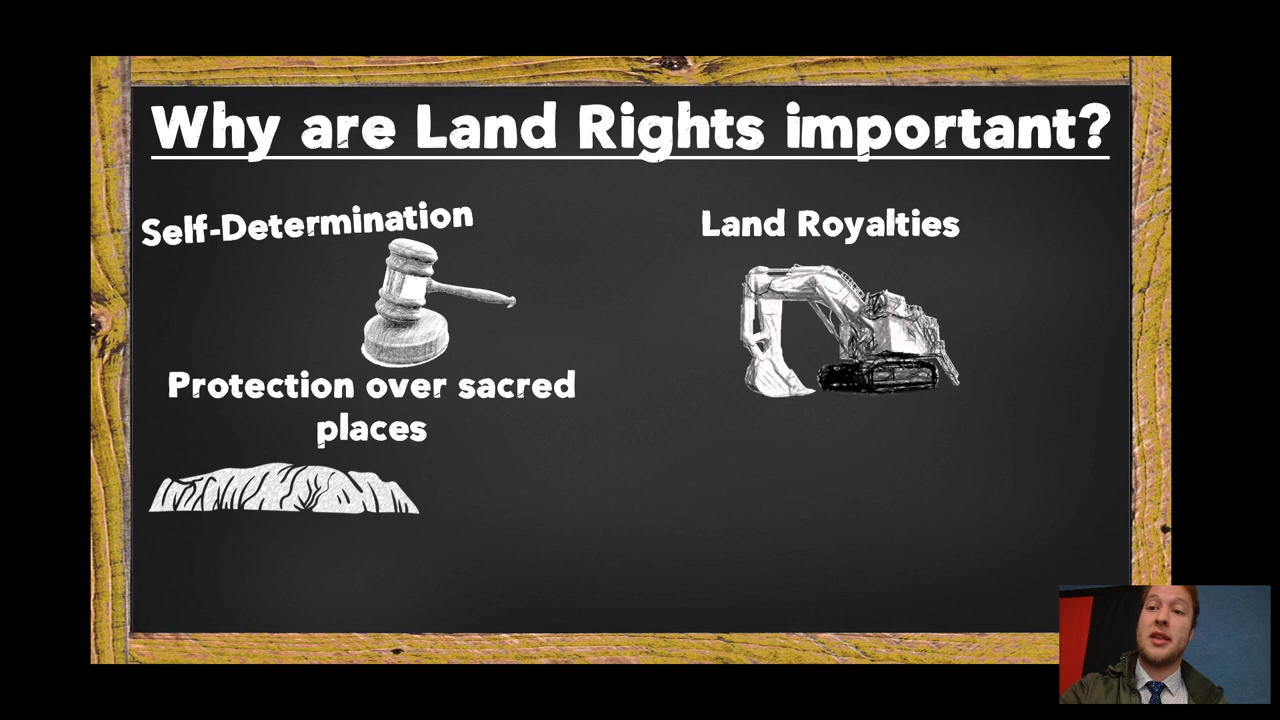 Why are Land Rights important?
Self-Determination
Land Royalties
Protection over sacred
places